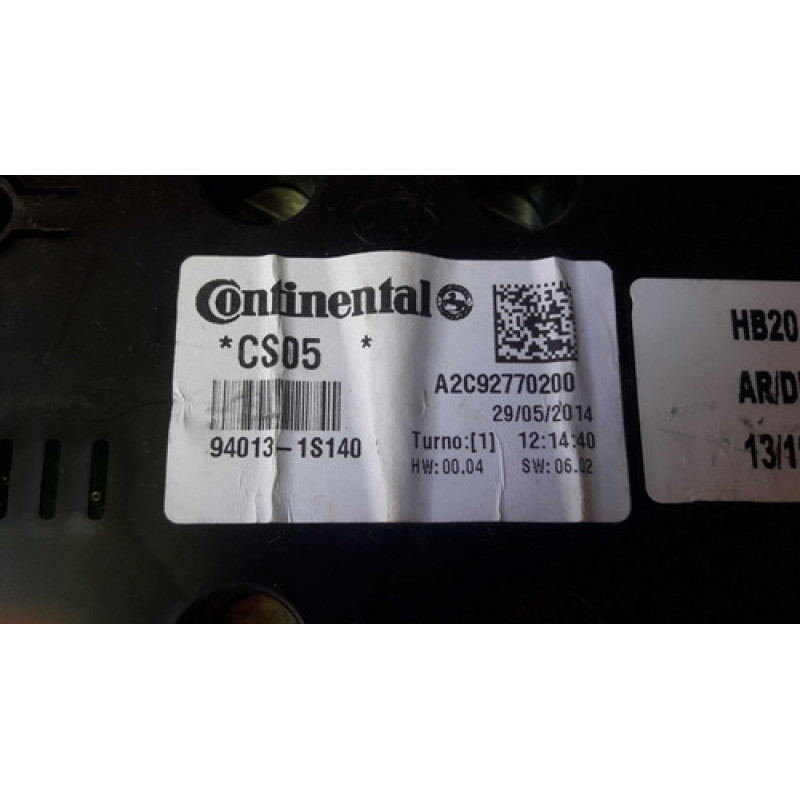 Continental
*CS05 *
94013-1S140
A2C92770200
29/05/2014
Turno:[1] 12:14:40
HW:00.04 SW:06.02
HB20